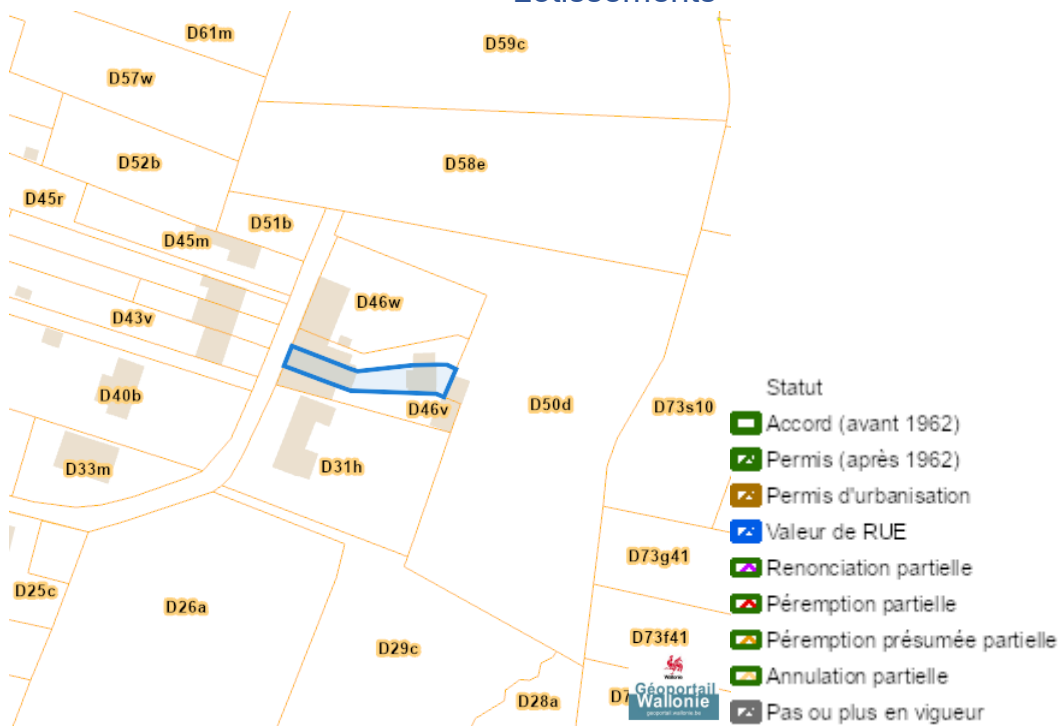 Lotissements
D61m
D59c
D57w
D52b
D58e
D45r
D51b
D45m
D46w
D43v
D40b
D46v
D50d
D73s10
D33m
D31h
D73g41
D25c
D26a
D73f41
D29c
D28a
D7
Wallonie
Géoportail
Wallonie
geoportail.wallonie.be
Statut
Accord (avant 1962)
Permis (après 1962)
Permis d'urbanisation
Valeur de RUE
Renonciation partielle
Péremption partielle
Péremption présumée partielle
Annulation partielle
Pas ou plus en vigueur